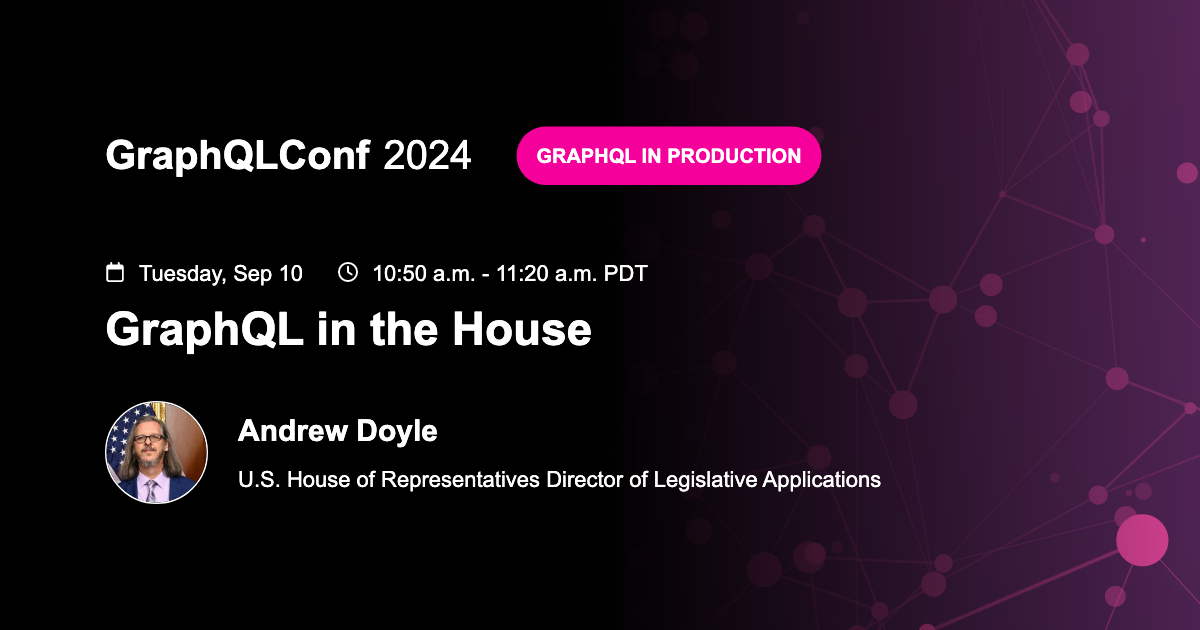 GraphQLConf 2024
GRAPHQL IN PRODUCTION
Tuesday, Sep 10
10:50 a.m. - 11:20 a.m. PDT
GraphQL in the House
Andrew Doyle
U.S. House of Representatives Director of Legislative Applications